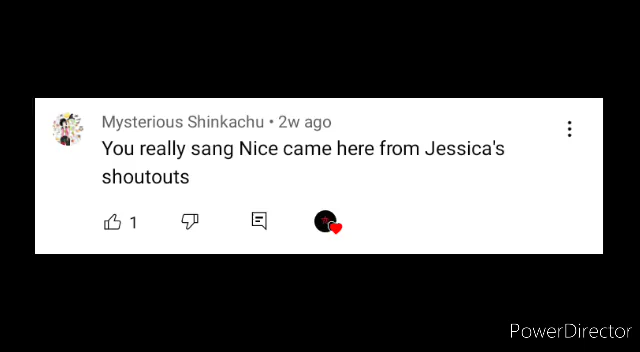 Mysterious Shinkachu • 2w ago
You really sang Nice came here from Jessica's
shoutouts
1
PowerDirector